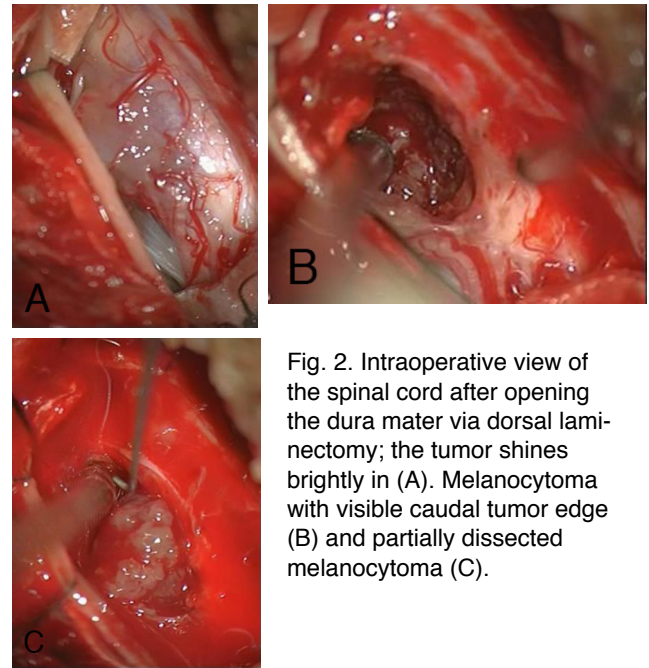 A
B
C
Fig. 2. Intraoperative view of
the spinal cord after opening
the dura mater via dorsal lami-
nectomy; the tumor shines
brightly in (A). Melanocytoma
with visible caudal tumor edge
(B) and partially dissected
melanocytoma (C).